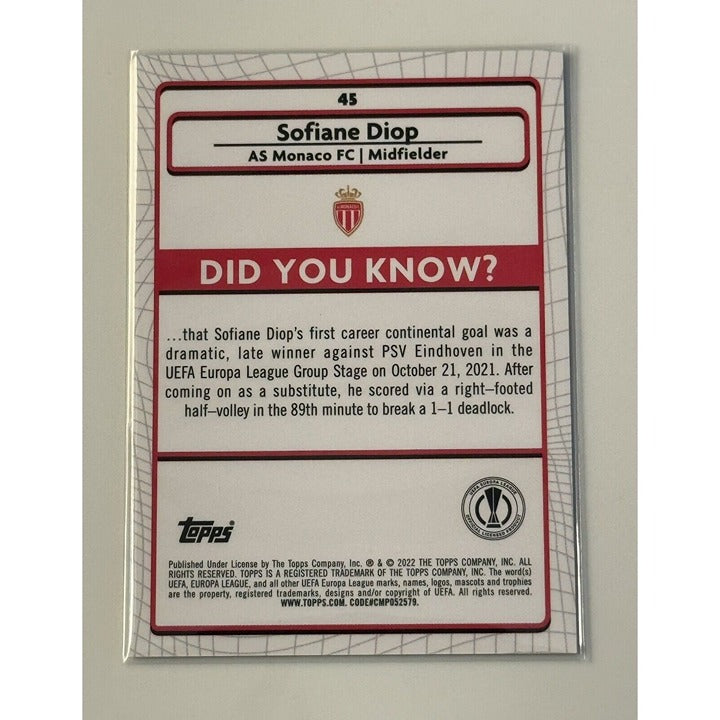 45
Sofiane Diop
AS Monaco FC | Midfielder
DID YOU KNOW?
...that Sofiane Diop's first career continental goal was a
dramatic, late winner against PSV Eindhoven in the
UEFA Europa League Group Stage on October 21, 2021. After
coming on as a substitute, he scored via a right–footed
half–volley in the 89th minute to break a 1–1 deadlock.
UEFA EUROPA LEAGUE
OFFICIAL LICENSED PRODUCT
Topps®
Published Under License by The Topps Company, Inc. ® & © 2022 THE TOPPS COMPANY, INC. ALL
RIGHTS RESERVED. TOPPS IS A REGISTERED TRADEMARK OF THE TOPPS COMPANY, INC. The word(s)
UEFA, EUROPA LEAGUE, and all other UEFA Europa League marks, names, logos, mascots and trophies
are the property, registered trademarks, designs and/or copyright of UEFA. All rights reserved.
WWW.TOPPS.COM. CODE#CMP052579.